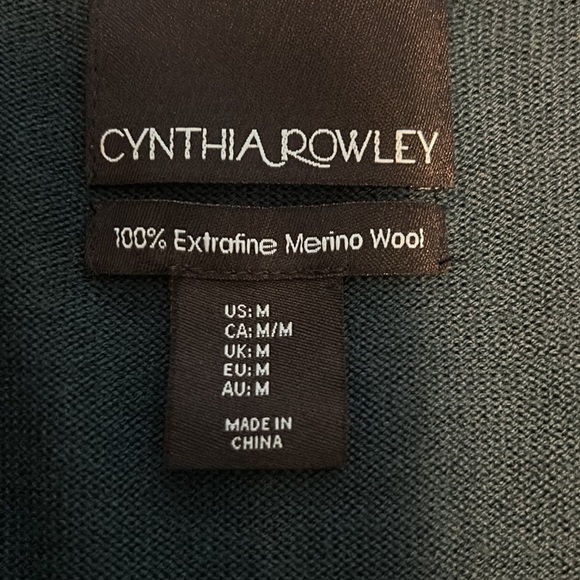 CYNTHIA ROWLEY
100% Extrafine Merino Wool
US: M
CA: M/M
UK: M
EU: M
AU: M
MADE IN
CHINA